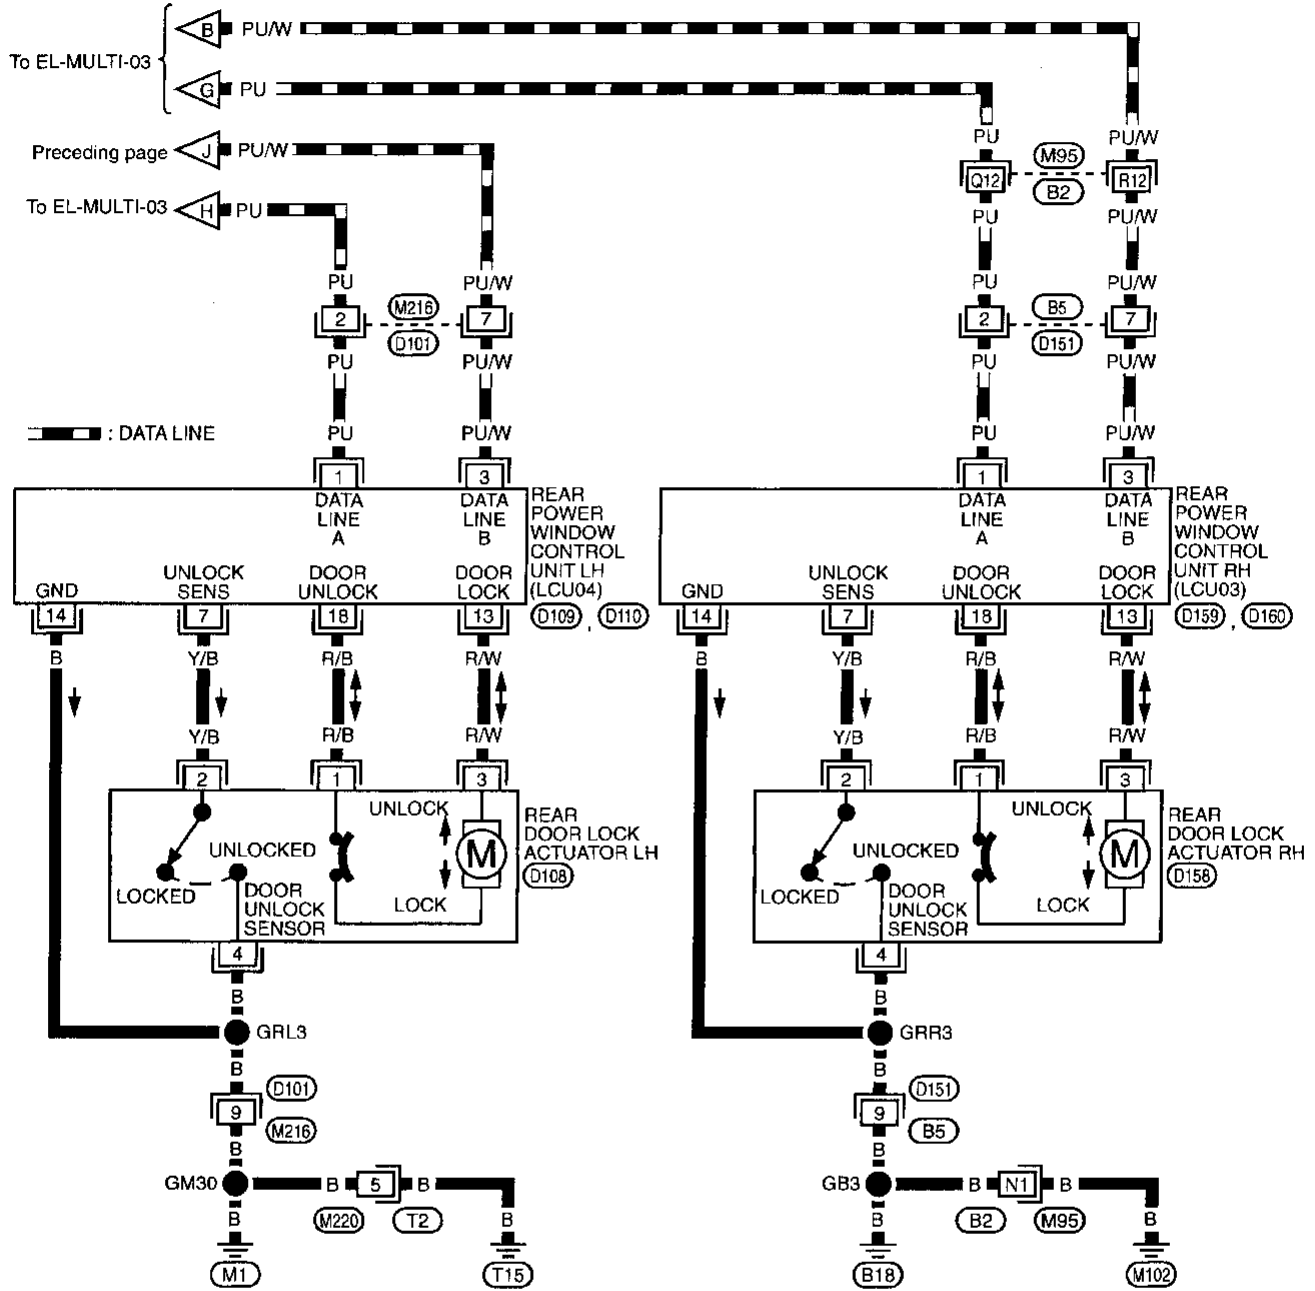 B PU/W
To EL-MULTI-03
G PU
Preceding page J PU/W
To EL-MULTI-03 H PU
PU PU/W
M95
Q12 R12
B2
PU PU/W
PU PU/W PU PU/W
M216 B5
2 7 2 7
D101 D151
PU PU/W PU PU/W
: DATA LINE
PU PU/W PU PU/W
1 3 1 3
DATA LINE A
DATA LINE B
REAR
POWER
WINDOW
CONTROL
UNIT LH
(LCU04)
D109 , D110
DATA LINE A
DATA LINE B
REAR
POWER
WINDOW
CONTROL
UNIT RH
(LCU03)
D159 , D160
GND
UNLOCK SENS
DOOR UNLOCK
DOOR LOCK
GND
UNLOCK SENS
DOOR UNLOCK
DOOR LOCK
14 7 18 13 14 7 18 13
B Y/B R/B R/W B Y/B R/B R/W
Y/B R/B R/W Y/B R/B R/W
2 1 3 2 1 3
UNLOCK
UNLOCKED
M
LOCKED
DOOR
UNLOCK
SENSOR
LOCK
REAR
DOOR LOCK
ACTUATOR LH
D108
UNLOCK
UNLOCKED
M
LOCKED
DOOR
UNLOCK
SENSOR
LOCK
REAR
DOOR LOCK
ACTUATOR RH
D158
4 4
B B
GRL3 GRR3
B B
D101 D151
9 9
M216 B5
B B
GM30 B 5 B GB3 B N1 B
M220 T2 B2 M95
B B B B
M1 T15 B18 M102